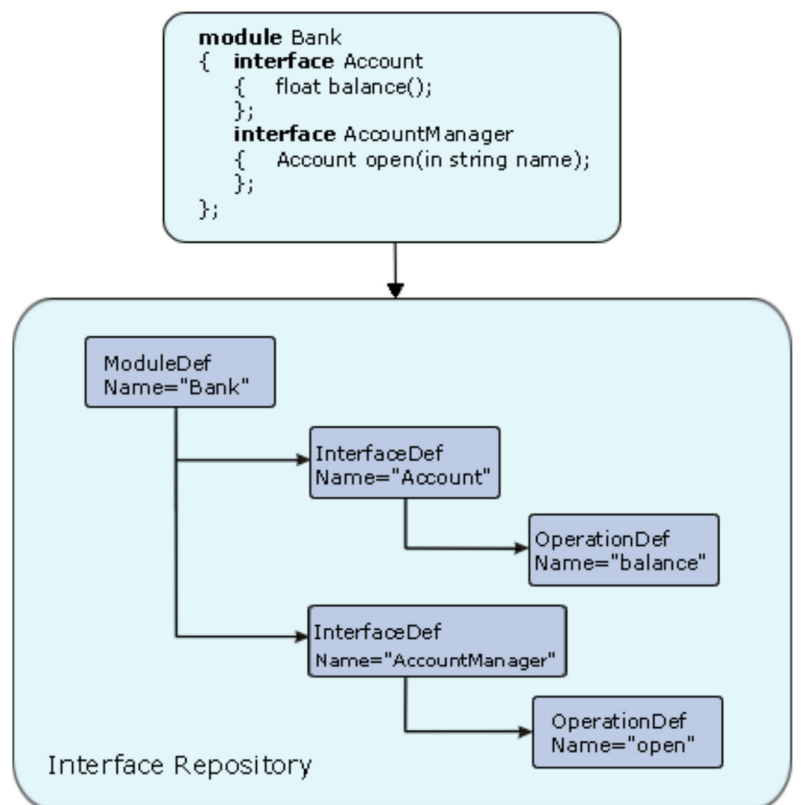 module Bank
{ interface Account
{ float balance();
};
interface AccountManager
{ Account open(in string name);
};
};
ModuleDef
Name="Bank"
InterfaceDef
Name="Account"
OperationDef
Name="balance"
InterfaceDef
Name="AccountManager"
OperationDef
Name="open"
Interface Repository